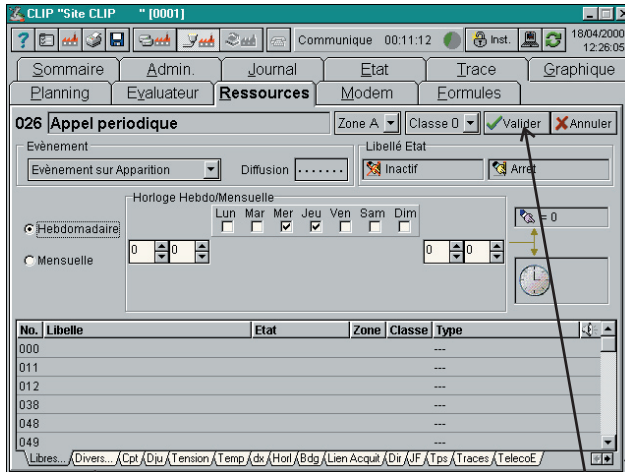 CLIP "Site CLIP " [0001]
? Communique 00:11:12 Inst. 18/04/2000
12:26:05
Sommaire Admin. Journal Etat Trace Graphique
Planning Evaluateur Ressources Modem Formules
026 Appel periodique Zone A Classe 0 Valider Annuler
Evènement Libellé Etat
Evènement sur Apparition Diffusion ....... Inactif Arret
Horloge Hebdo/Mensuelle
Lun Mar Mer Jeu Ven Sam Dim
= 0
Hebdomadaire
0 0 0 0
Mensuelle
No. Libelle Etat Zone Classe Type
000 ---
011 ---
012 ---
038 ---
048 ---
049 ---
Libres... Divers... Cpt Dju Tension Temp dx Horl Bdg Lien Acquit Dir JF Tps Traces TelecoE